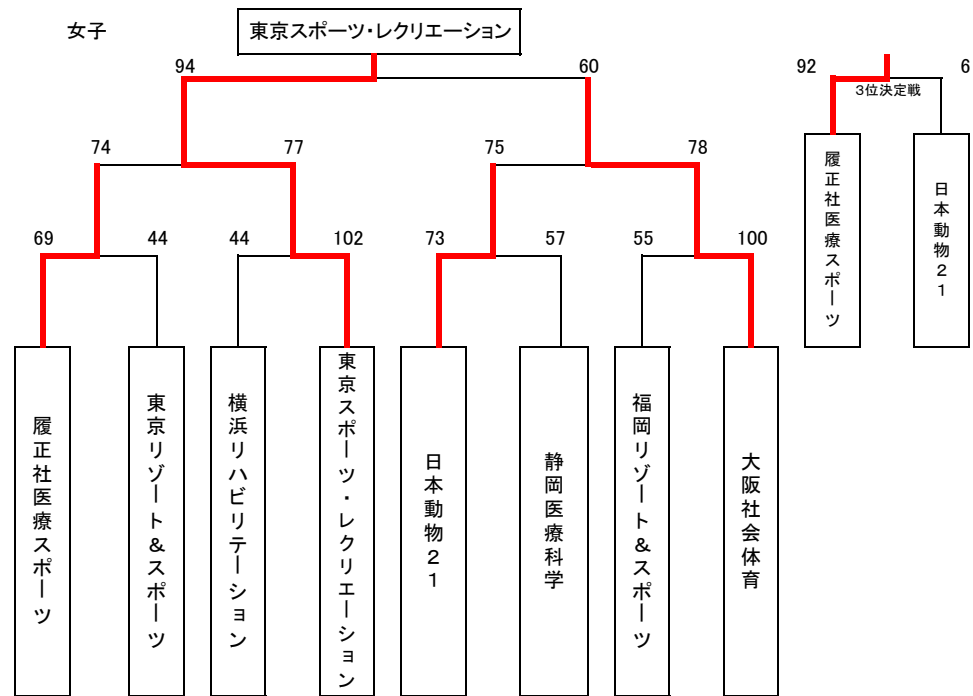 女子
東京スポーツ・レクリエーション
94
60
92
6
3位決定戦
74
77
75
78
履正社医療スポーツ
日本動物21
69
44
44
102
73
57
55
100
履正社医療スポーツ
東京リゾート＆スポーツ
横浜リハビリテーション
東京スポーツ・レクリエーション
日本動物２１
静岡医療科学
福岡リゾート＆スポーツ
大阪社会体育